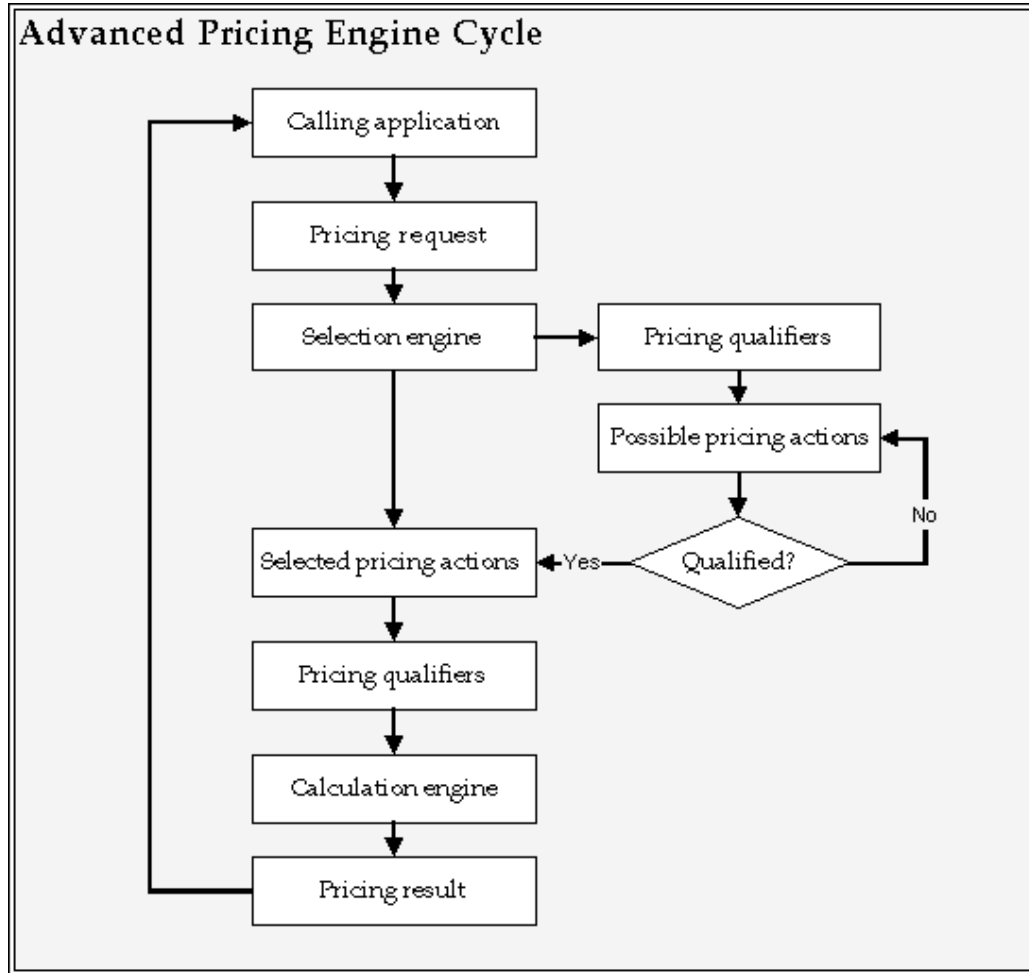 Advanced Pricing Engine Cycle
Calling application
Pricing request
Selection engine
Pricing qualifiers
Possible pricing actions
No
Selected pricing actions
Yes
Qualified?
Pricing qualifiers
Calculation engine
Pricing result